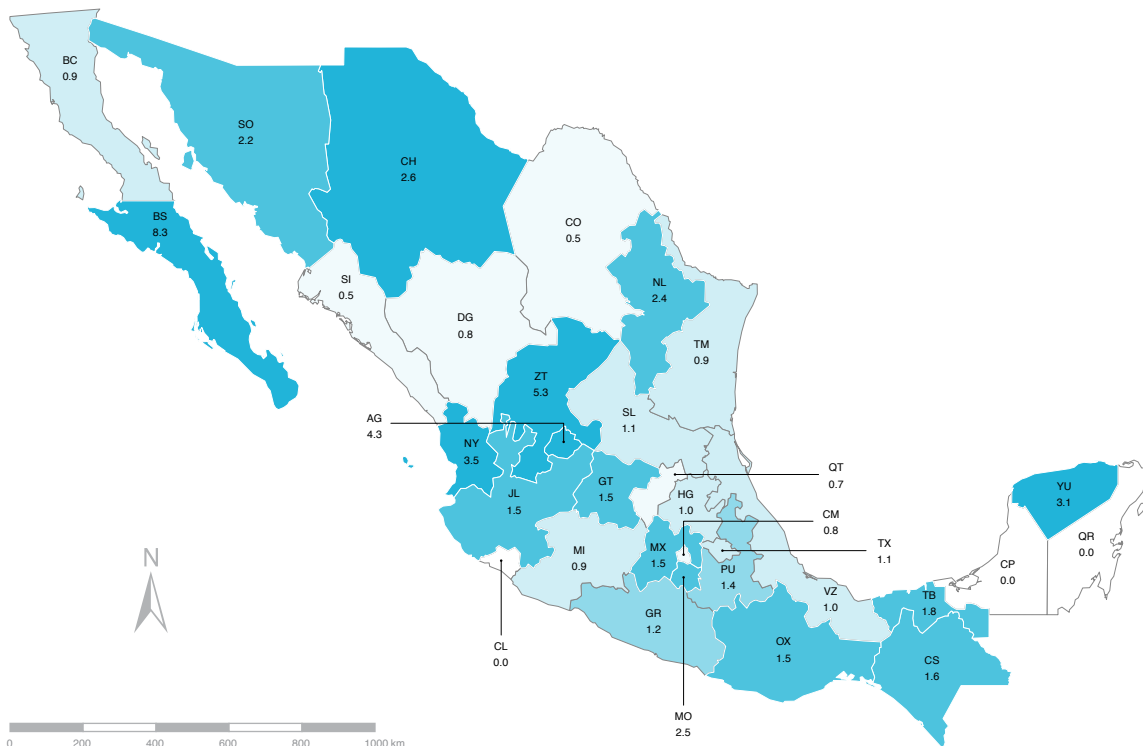 BC
0.9
SO
2.2
CH
2.6
BS
8.3
CO
0.5
SI
0.5
NL
2.4
DG
0.8
TM
0.9
ZT
5.3
AG
4.3
SL
1.1
NY
3.5
QT
0.7
JL
1.5
GT
1.5
HG
1.0
YU
3.1
CM
0.8
QR
0.0
MI
0.9
MX
1.5
TX
1.1
CP
0.0
PU
1.4
VZ
1.0
TB
1.8
GR
1.2
N
CL
0.0
OX
1.5
CS
1.6
MO
2.5
0 200 400 600 800 1000 km